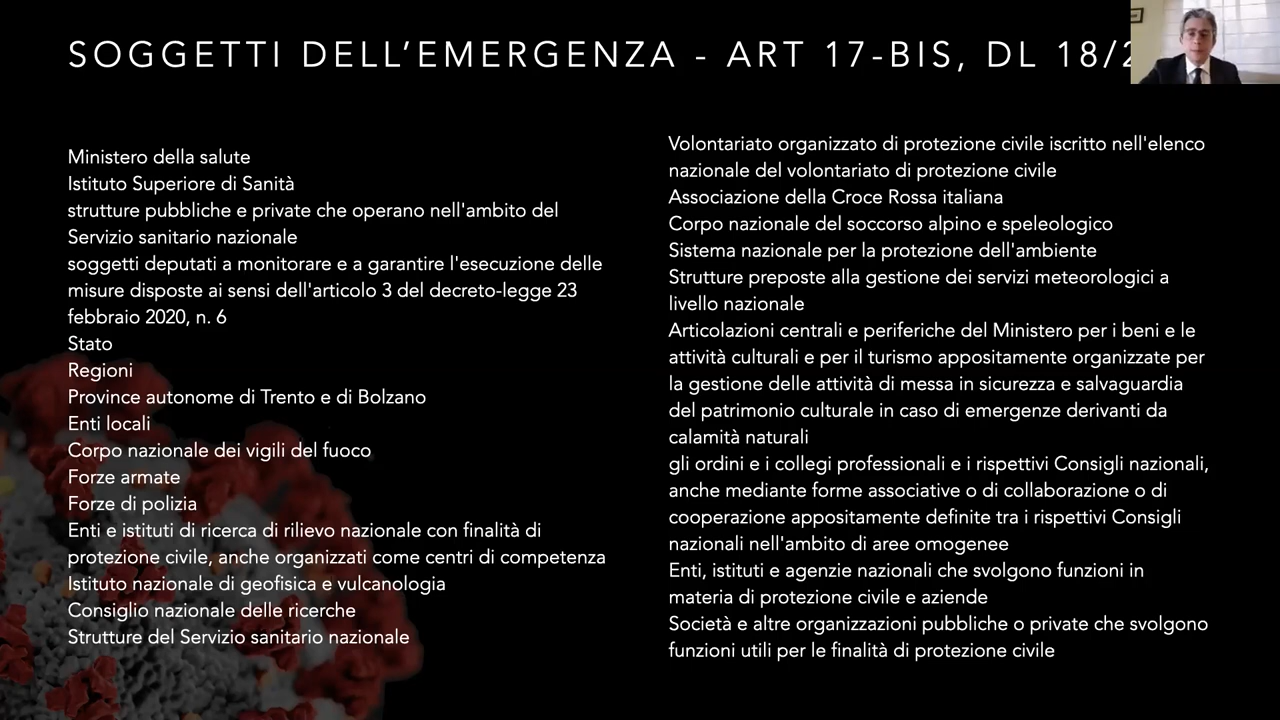 SOGGETTI DELL’EMERGENZA - ART 17-BIS, DL 18/2
Ministero della salute
Istituto Superiore di Sanità
strutture pubbliche e private che operano nell'ambito del
Servizio sanitario nazionale
soggetti deputati a monitorare e a garantire l'esecuzione delle
misure disposte ai sensi dell'articolo 3 del decreto-legge 23
febbraio 2020, n. 6
Stato
Regioni
Province autonome di Trento e di Bolzano
Enti locali
Corpo nazionale dei vigili del fuoco
Forze armate
Forze di polizia
Enti e istituti di ricerca di rilievo nazionale con finalità di
protezione civile, anche organizzati come centri di competenza
Istituto nazionale di geofisica e vulcanologia
Consiglio nazionale delle ricerche
Strutture del Servizio sanitario nazionale
Volontariato organizzato di protezione civile iscritto nell'elenco
nazionale del volontariato di protezione civile
Associazione della Croce Rossa italiana
Corpo nazionale del soccorso alpino e speleologico
Sistema nazionale per la protezione dell'ambiente
Strutture preposte alla gestione dei servizi meteorologici a
livello nazionale
Articolazioni centrali e periferiche del Ministero per i beni e le
attività culturali e per il turismo appositamente organizzate per
la gestione delle attività di messa in sicurezza e salvaguardia
del patrimonio culturale in caso di emergenze derivanti da
calamità naturali
gli ordini e i collegi professionali e i rispettivi Consigli nazionali,
anche mediante forme associative o di collaborazione o di
cooperazione appositamente definite tra i rispettivi Consigli
nazionali nell'ambito di aree omogenee
Enti, istituti e agenzie nazionali che svolgono funzioni in
materia di protezione civile e aziende
Società e altre organizzazioni pubbliche o private che svolgono
funzioni utili per le finalità di protezione civile